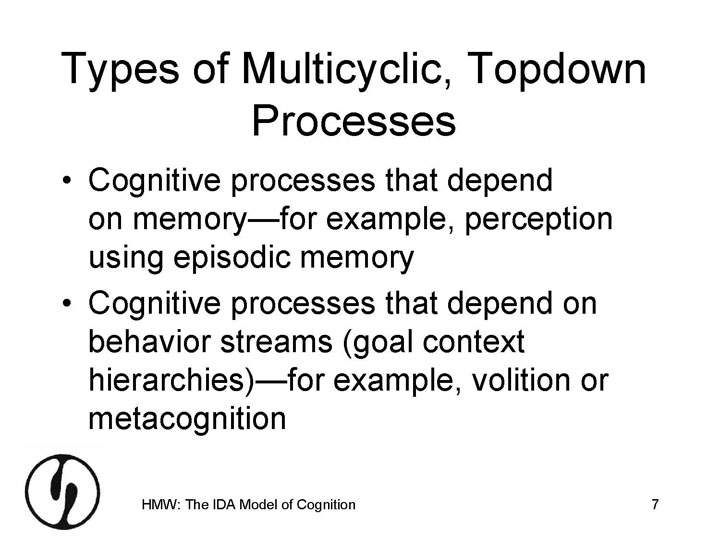 Types of Multicyclic, Topdown
Processes
• Cognitive processes that depend
on memory—for example, perception
using episodic memory
• Cognitive processes that depend on
behavior streams (goal context
hierarchies)—for example, volition or
metacognition
HMW: The IDA Model of Cognition
7